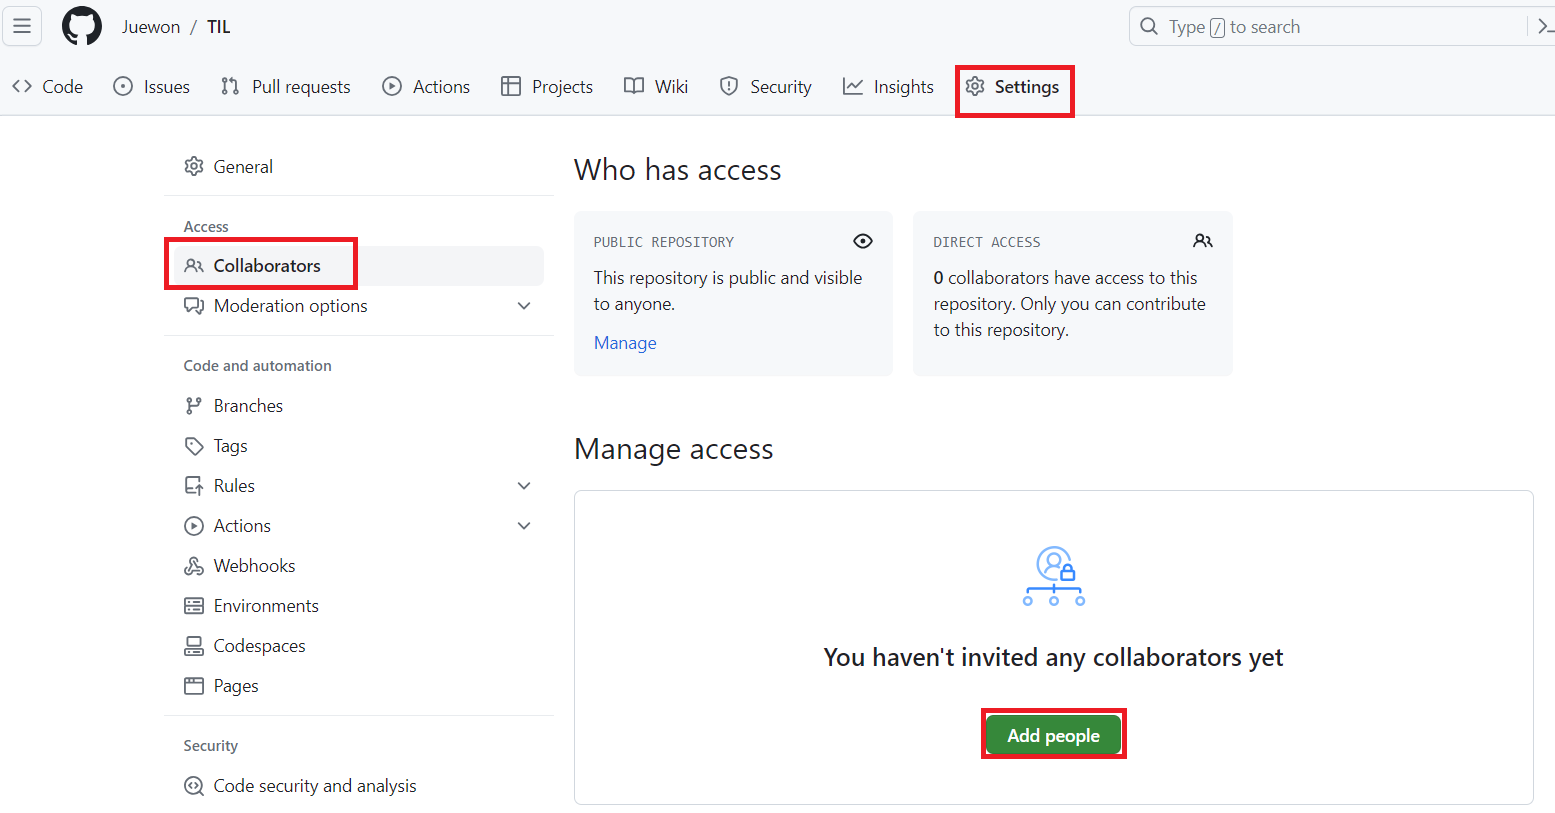 Juewon / TIL
Type / to search
Code
Issues
Pull requests
Actions
Projects
Wiki
Security
Insights
Settings
General
Access
Collaborators
Moderation options
Code and automation
Branches
Tags
Rules
Actions
Webhooks
Environments
Codespaces
Pages
Security
Code security and analysis
Who has access
PUBLIC REPOSITORY
This repository is public and visible
to anyone.
Manage
DIRECT ACCESS
0 collaborators have access to this
repository. Only you can contribute
to this repository.
Manage access
You haven't invited any collaborators yet
Add people